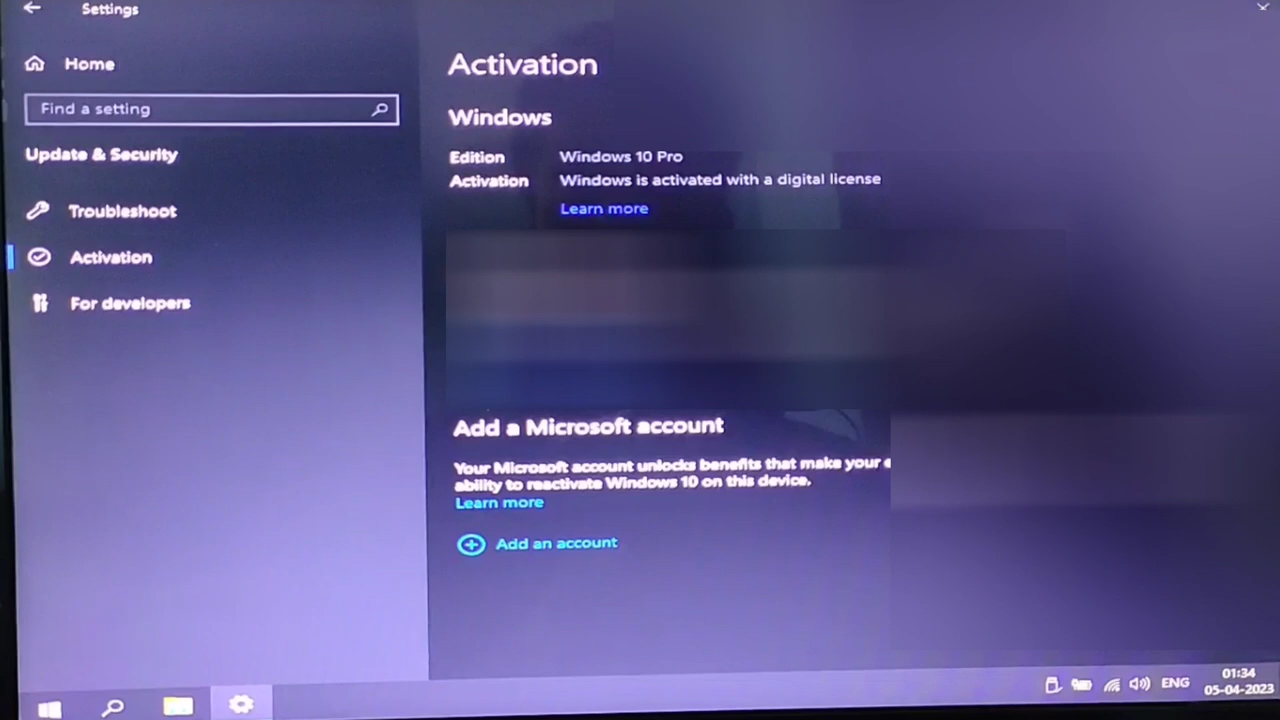 Settings
Home
Find a setting
Update & Security
Troubleshoot
Activation
For developers
Activation
Windows
Edition Windows 10 Pro
Activation Windows is activated with a digital license
Learn more
Add a Microsoft account
Your Microsoft account unlocks benefits that make your
ability to reactivate Windows 10 on this device.
Learn more
Add an account
ENG
01:34
05-04-2023